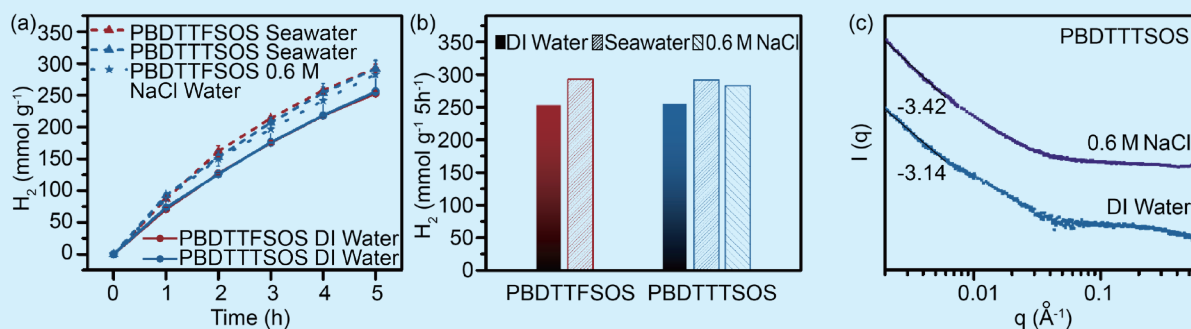 (a)
PBDTTFSOS Seawater
PBDTTTSOS Seawater
PBDTTFSOS 0.6 M
NaCl Water
PBDTTFSOS DI Water
PBDTTTSOS DI Water
H2 (mmol g-1)
350
300
250
200
150
100
50
0
0 1 2 3 4 5
Time (h)
(b)
DI Water Seawater 0.6 M NaCl
H2 (mmol g-1 5h-1)
350
300
250
200
150
100
50
0
PBDTTFSOS PBDTTTSOS
(c)
PBDTTTSOS
-3.42
0.6 M NaCl
-3.14
DI Water
I (q)
0.01 0.1
q (Å-1)